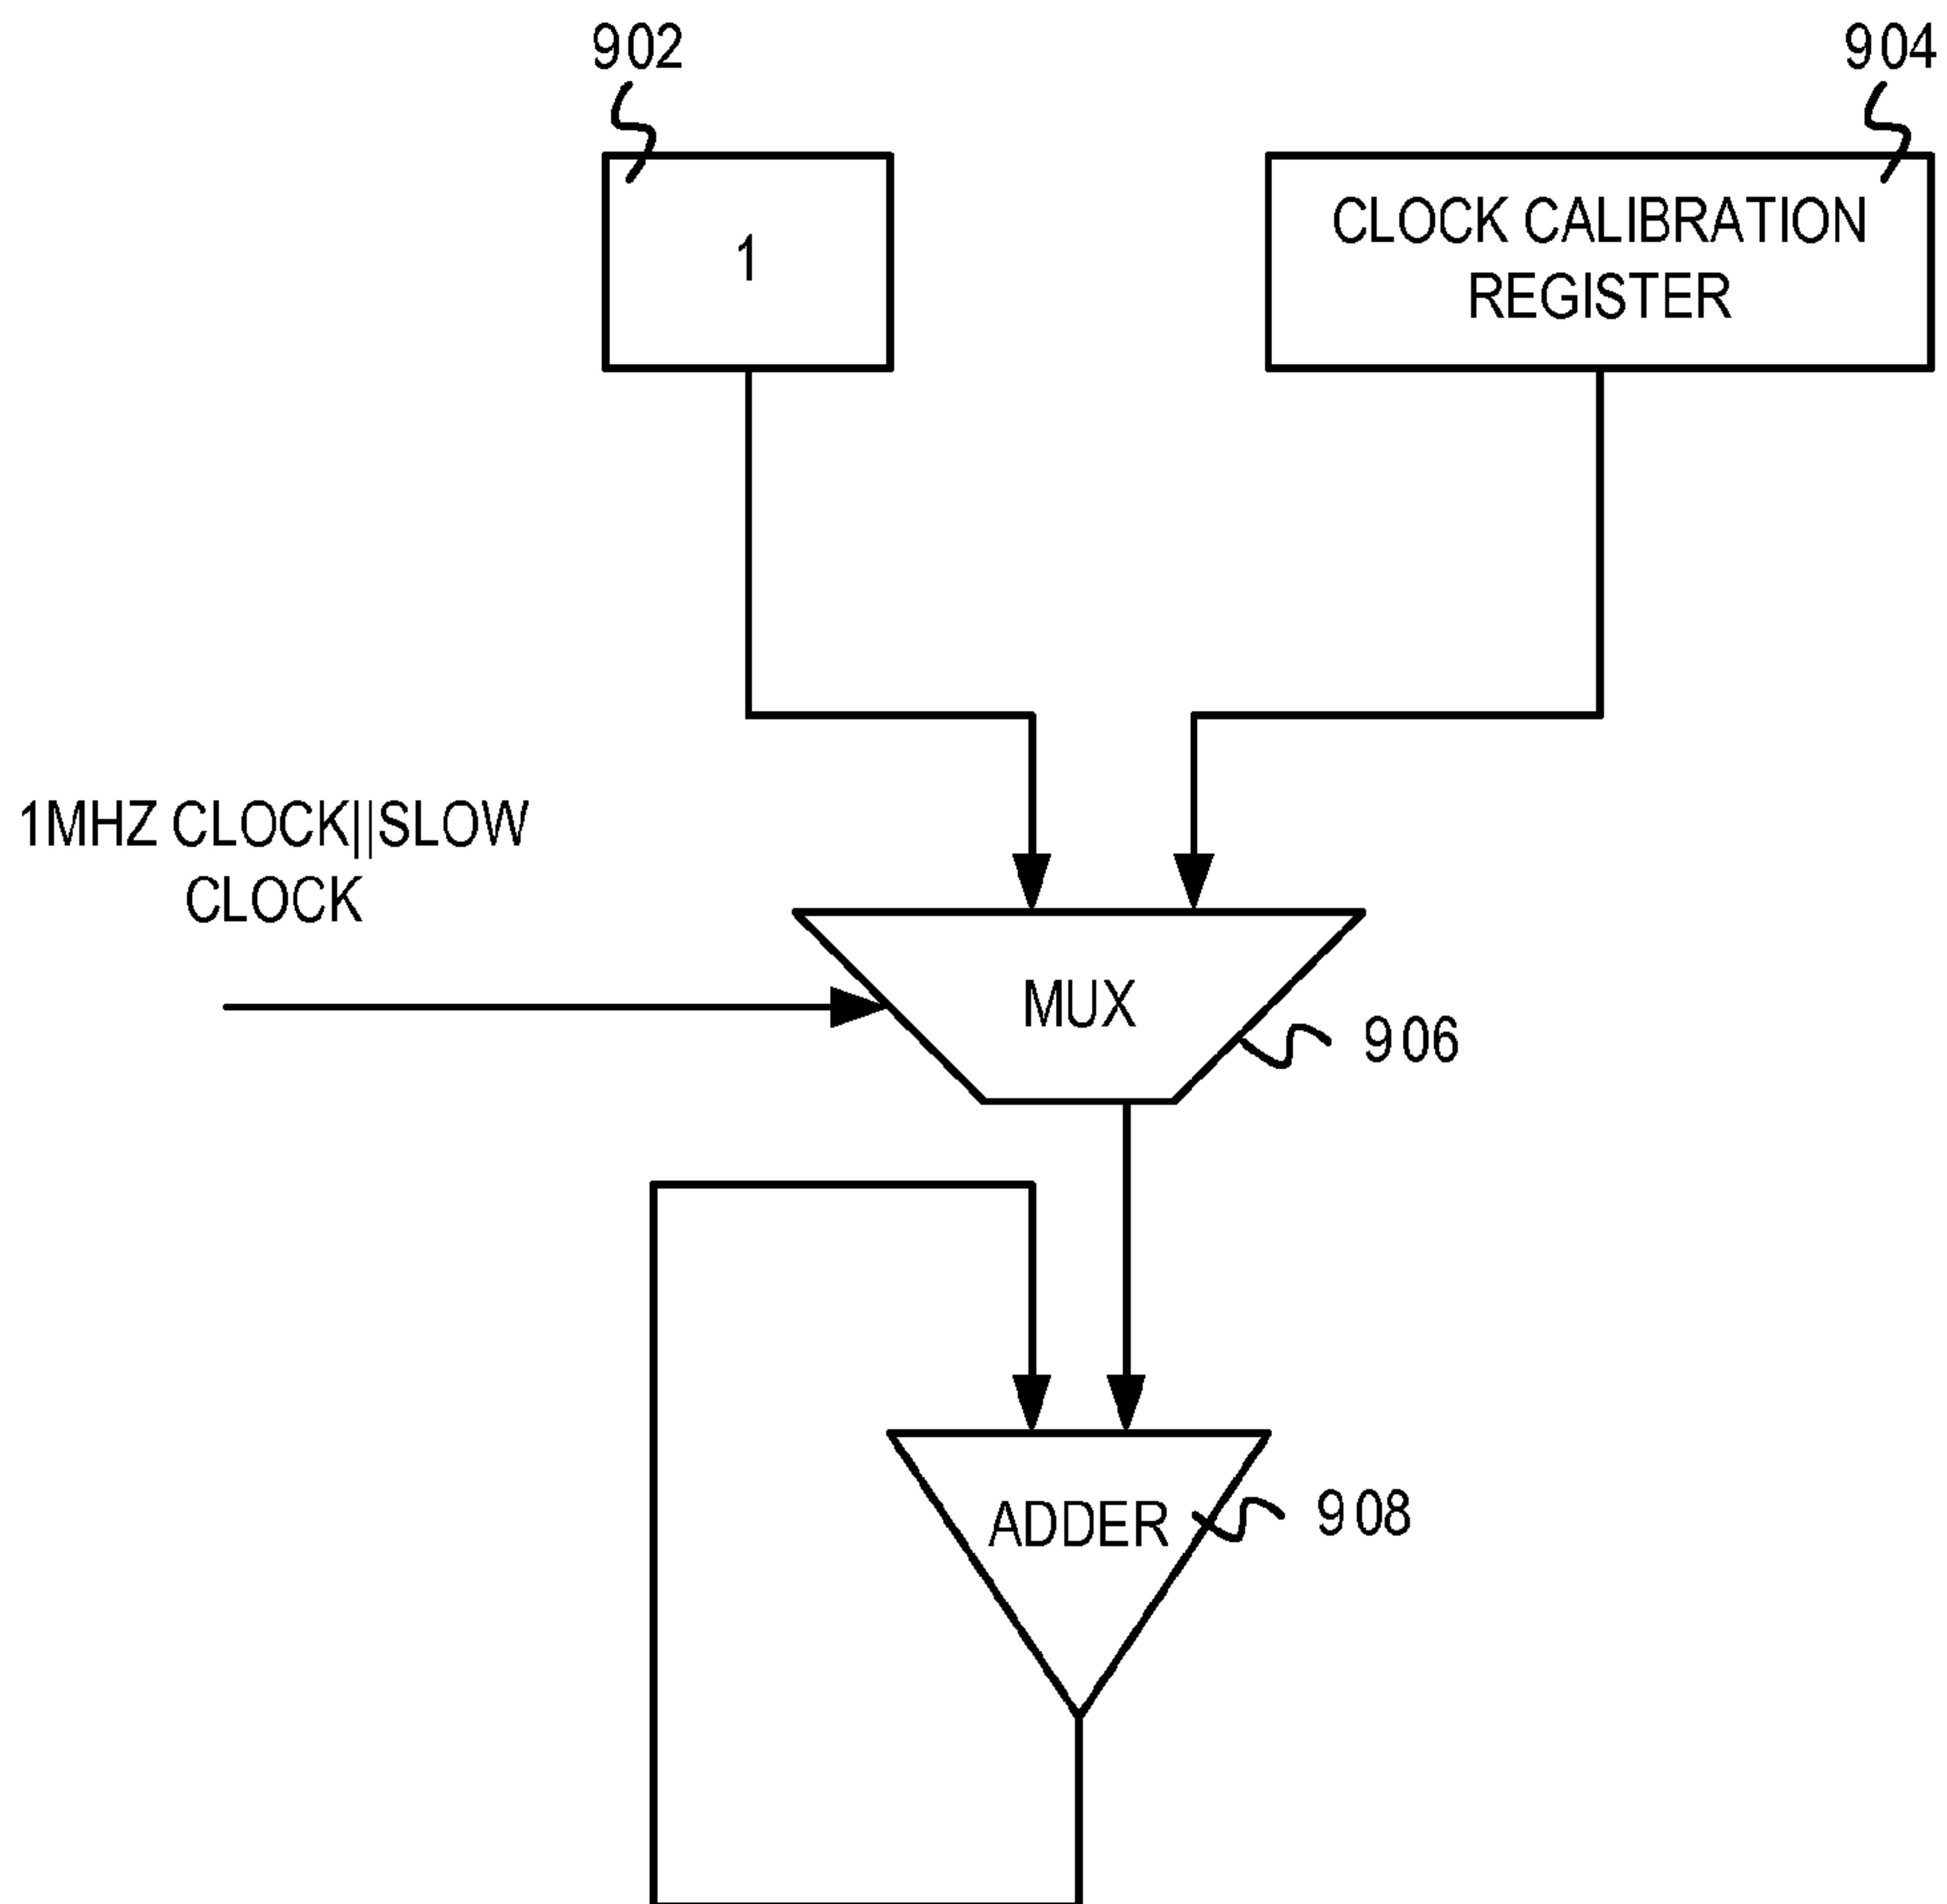 902
904
1
CLOCK CALIBRATION
REGISTER
1MHZ CLOCK||SLOW
CLOCK
MUX
906
ADDER
908